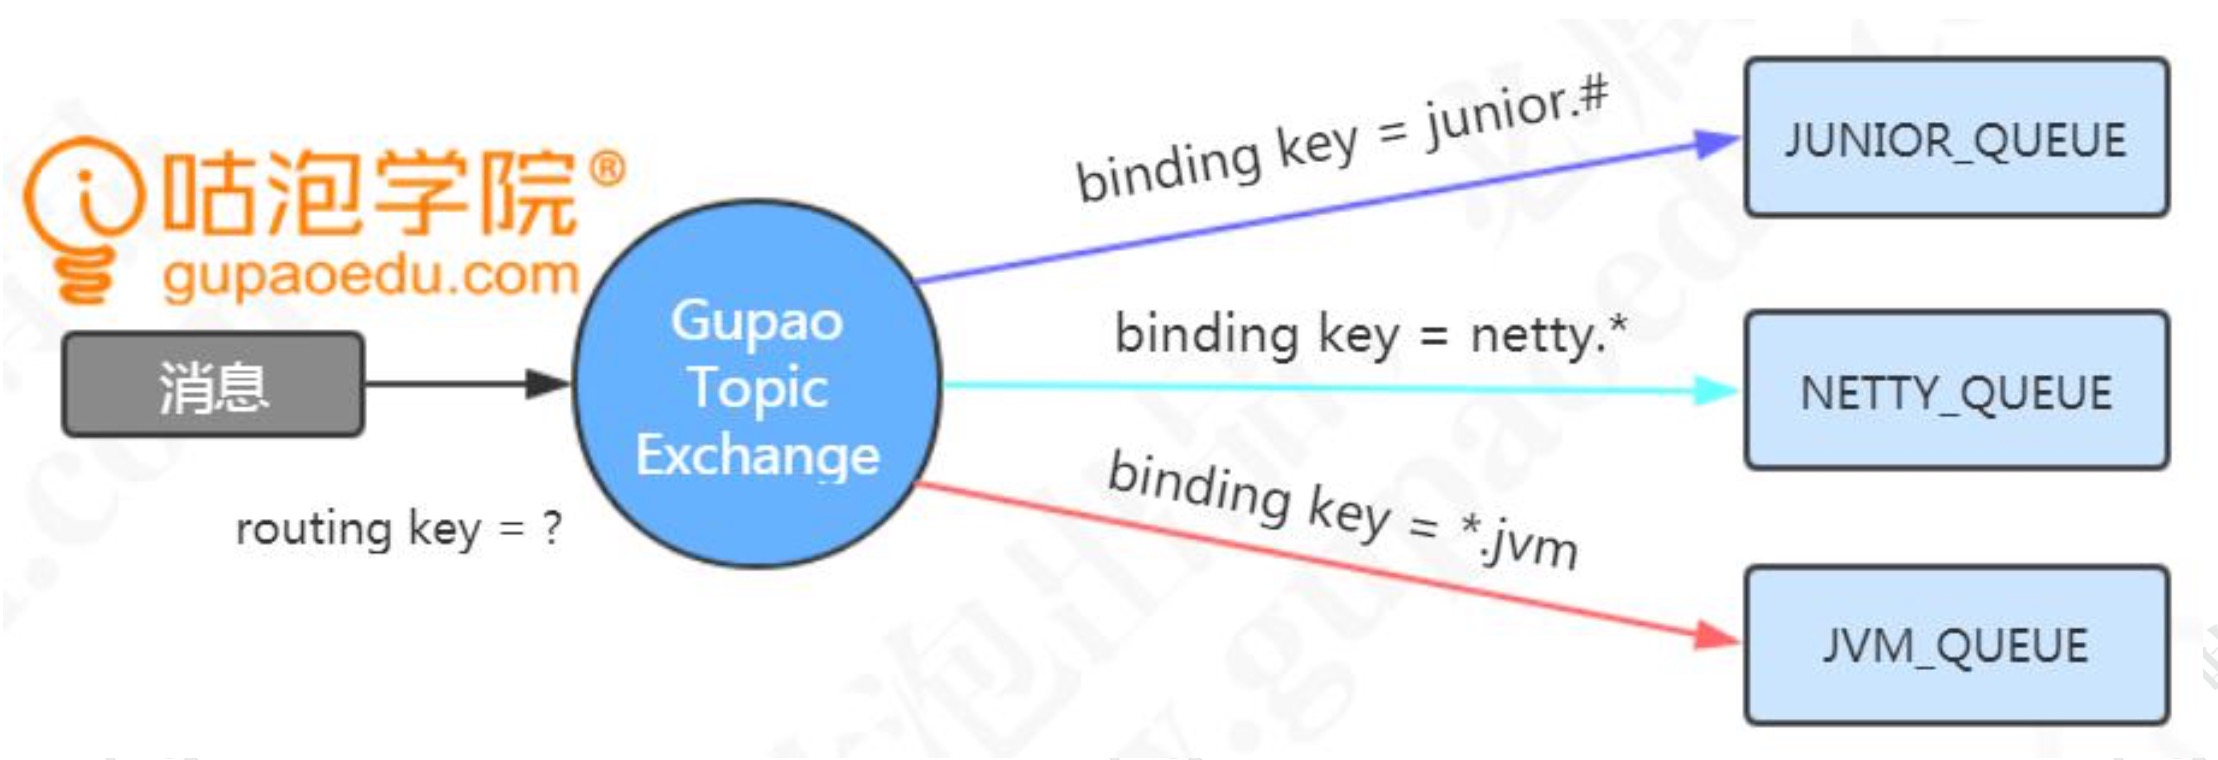 咕泡学院®
gupaoedu.com
消息
routing key = ?
Gupao
Topic
Exchange
binding key = junior.#
JUNIOR_QUEUE
binding key = netty.*
NETTY_QUEUE
binding key = *.jvm
JVM_QUEUE